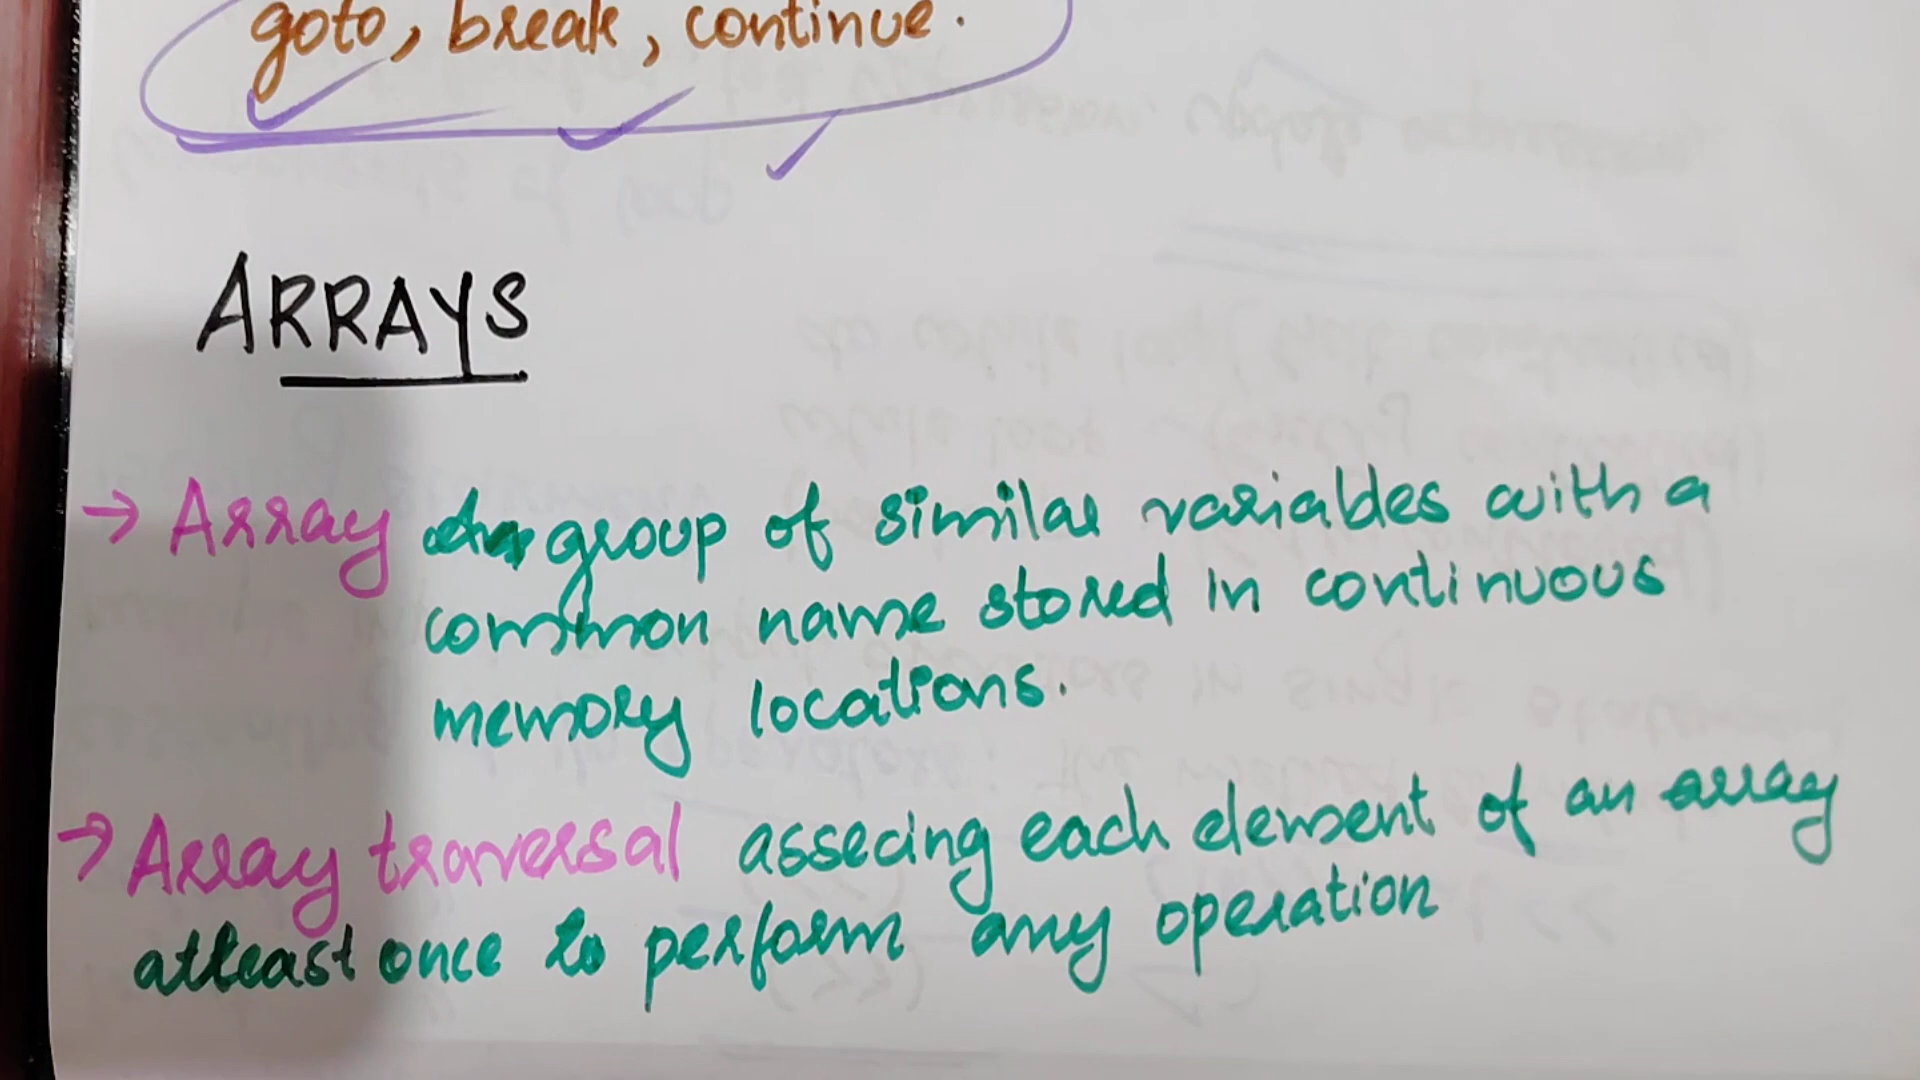 goto, break, continue.
ARRAYS
→ Array group of similar variables with a
common name stored in continuous
memory locations.
→ Array traversal assecing each element of an array
atleast once to perform any operation